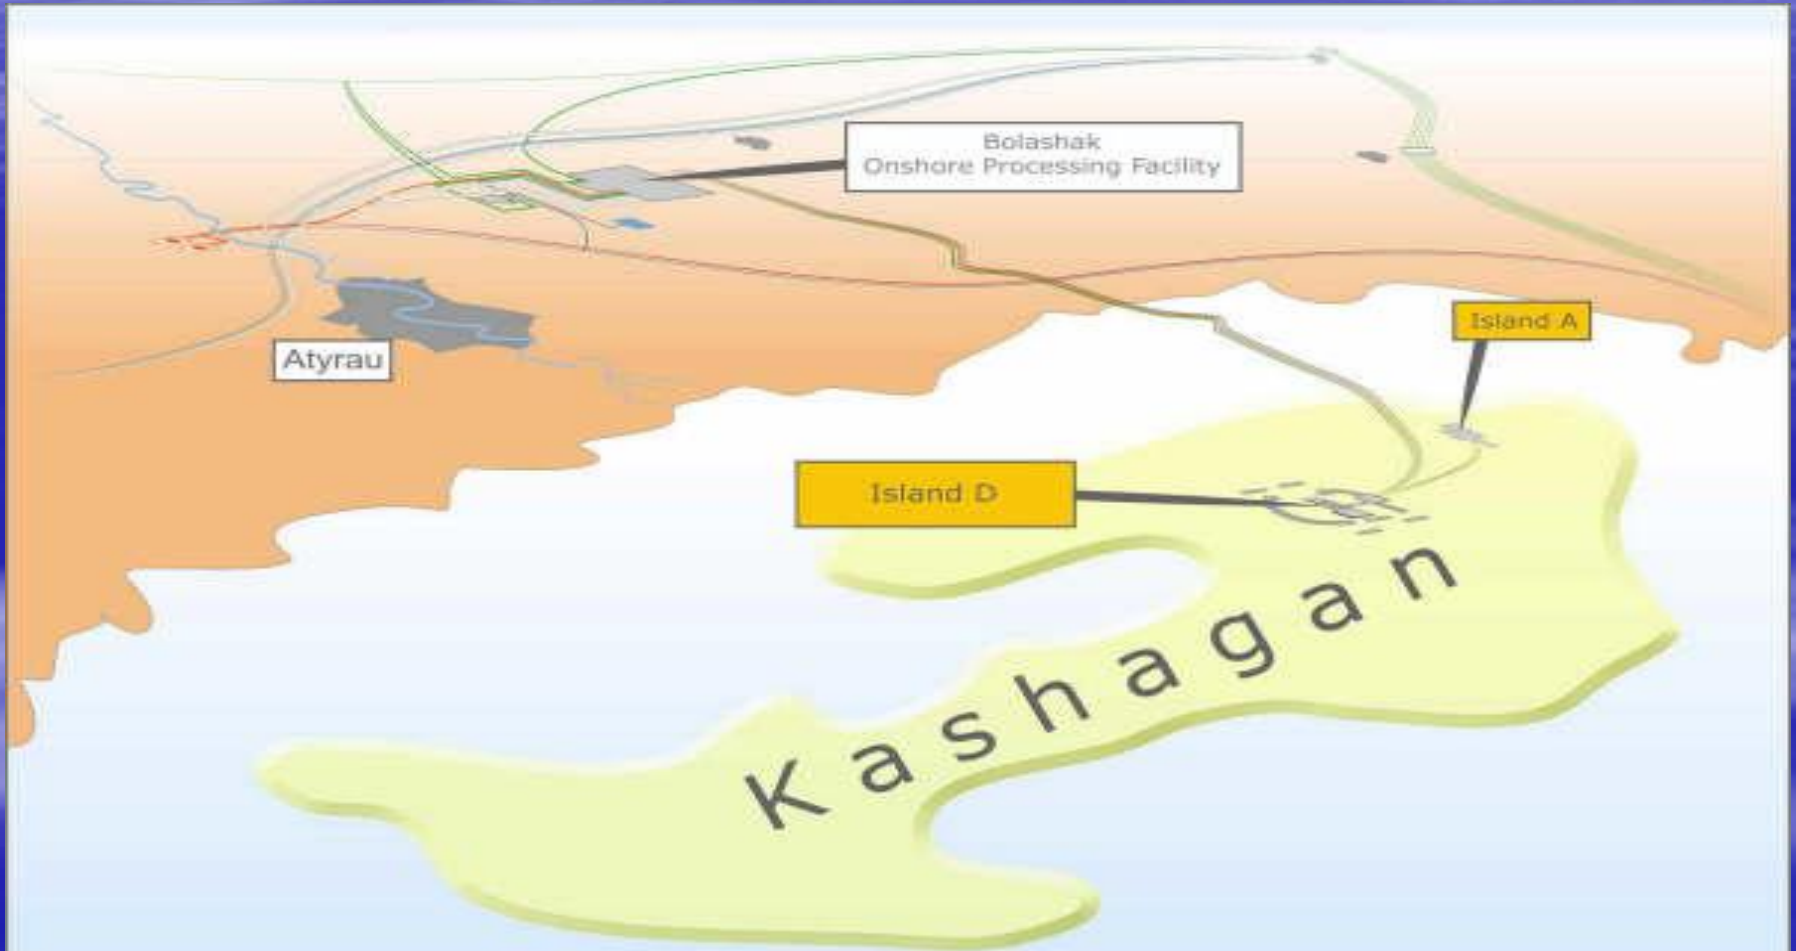 Bolashak
Onshore Processing Facility
Island A
Atyrau
Island D
Kashagan